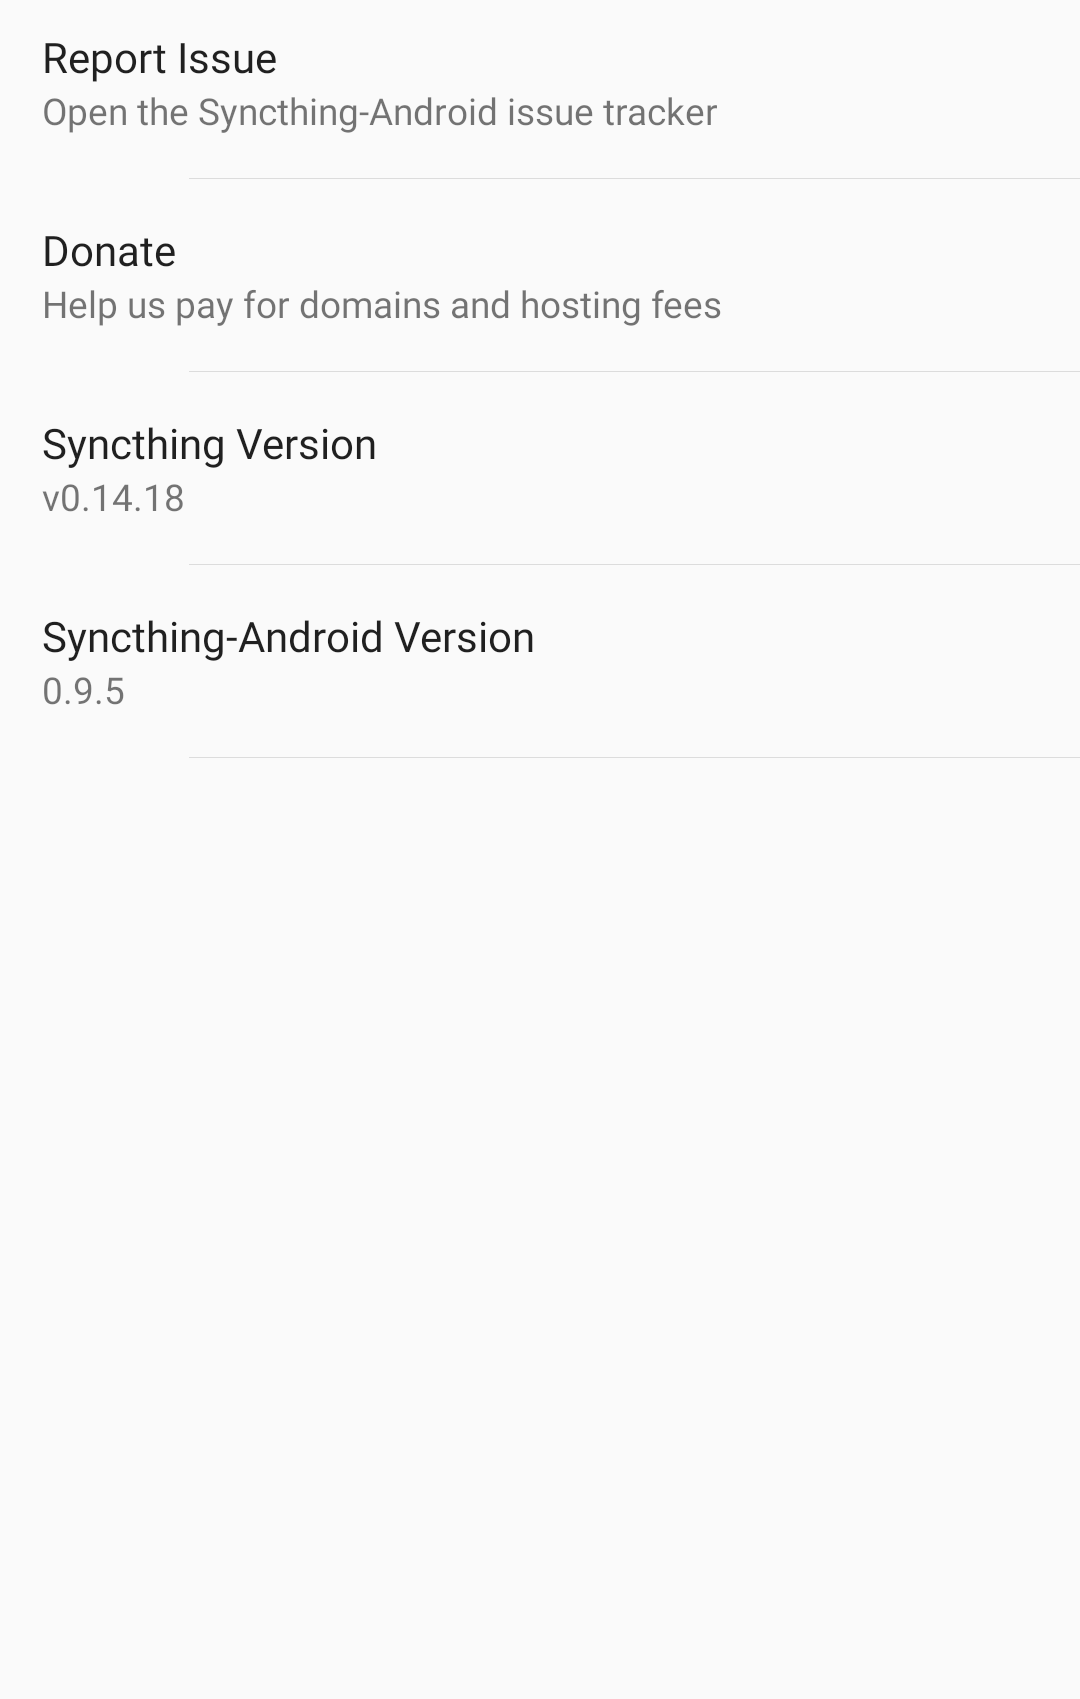 Report Issue
Open the Syncthing-Android issue tracker
Donate
Help us pay for domains and hosting fees
Syncthing Version
v0.14.18
Syncthing-Android Version
0.9.5